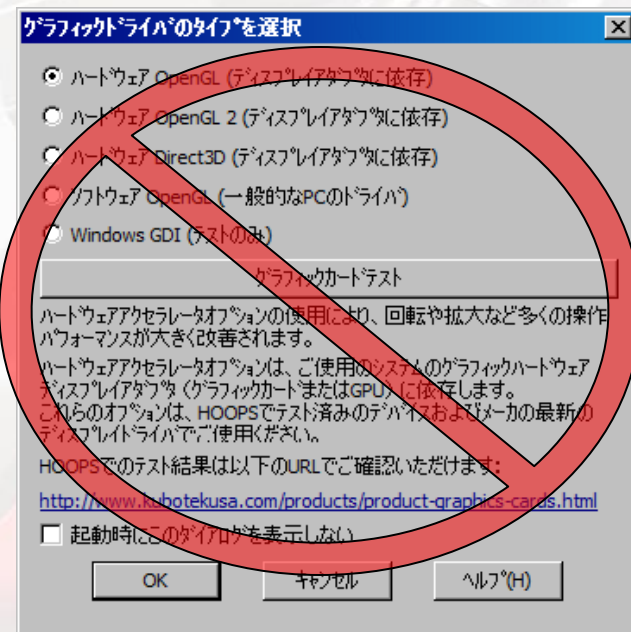 グラフィックドライバのタイプを選択
ハードウェア OpenGL (ディスプレイアダプタに依存)
ハードウェア OpenGL 2 (ディスプレイアダプタに依存)
ハードウェア Direct3D (ディスプレイアダプタに依存)
ソフトウェア OpenGL (一般的なPCのドライバ)
Windows GDI (テストのみ)
グラフィックカードテスト
ハードウェアアクセラレータオプションの使用により、回転や拡大など多くの操作
パフォーマンスが大きく改善されます。
ハードウェアアクセラレータオプションは、ご使用のシステムのグラフィックハードウェア
ディスプレイアダプタ (グラフィックカードまたはGPU) に依存します。
これらのオプションは、HOOPSでテスト済みのデバイスおよびメーカの最新の
ディスプレイドライバでご使用ください。
HOOPSでのテスト結果は以下のURLでご確認いただけます:
http://www.kubotekusa.com/products/product-graphics-cards.html
起動時にこのダイアログを表示しない
OK
キャンセル
ヘルプ(H)